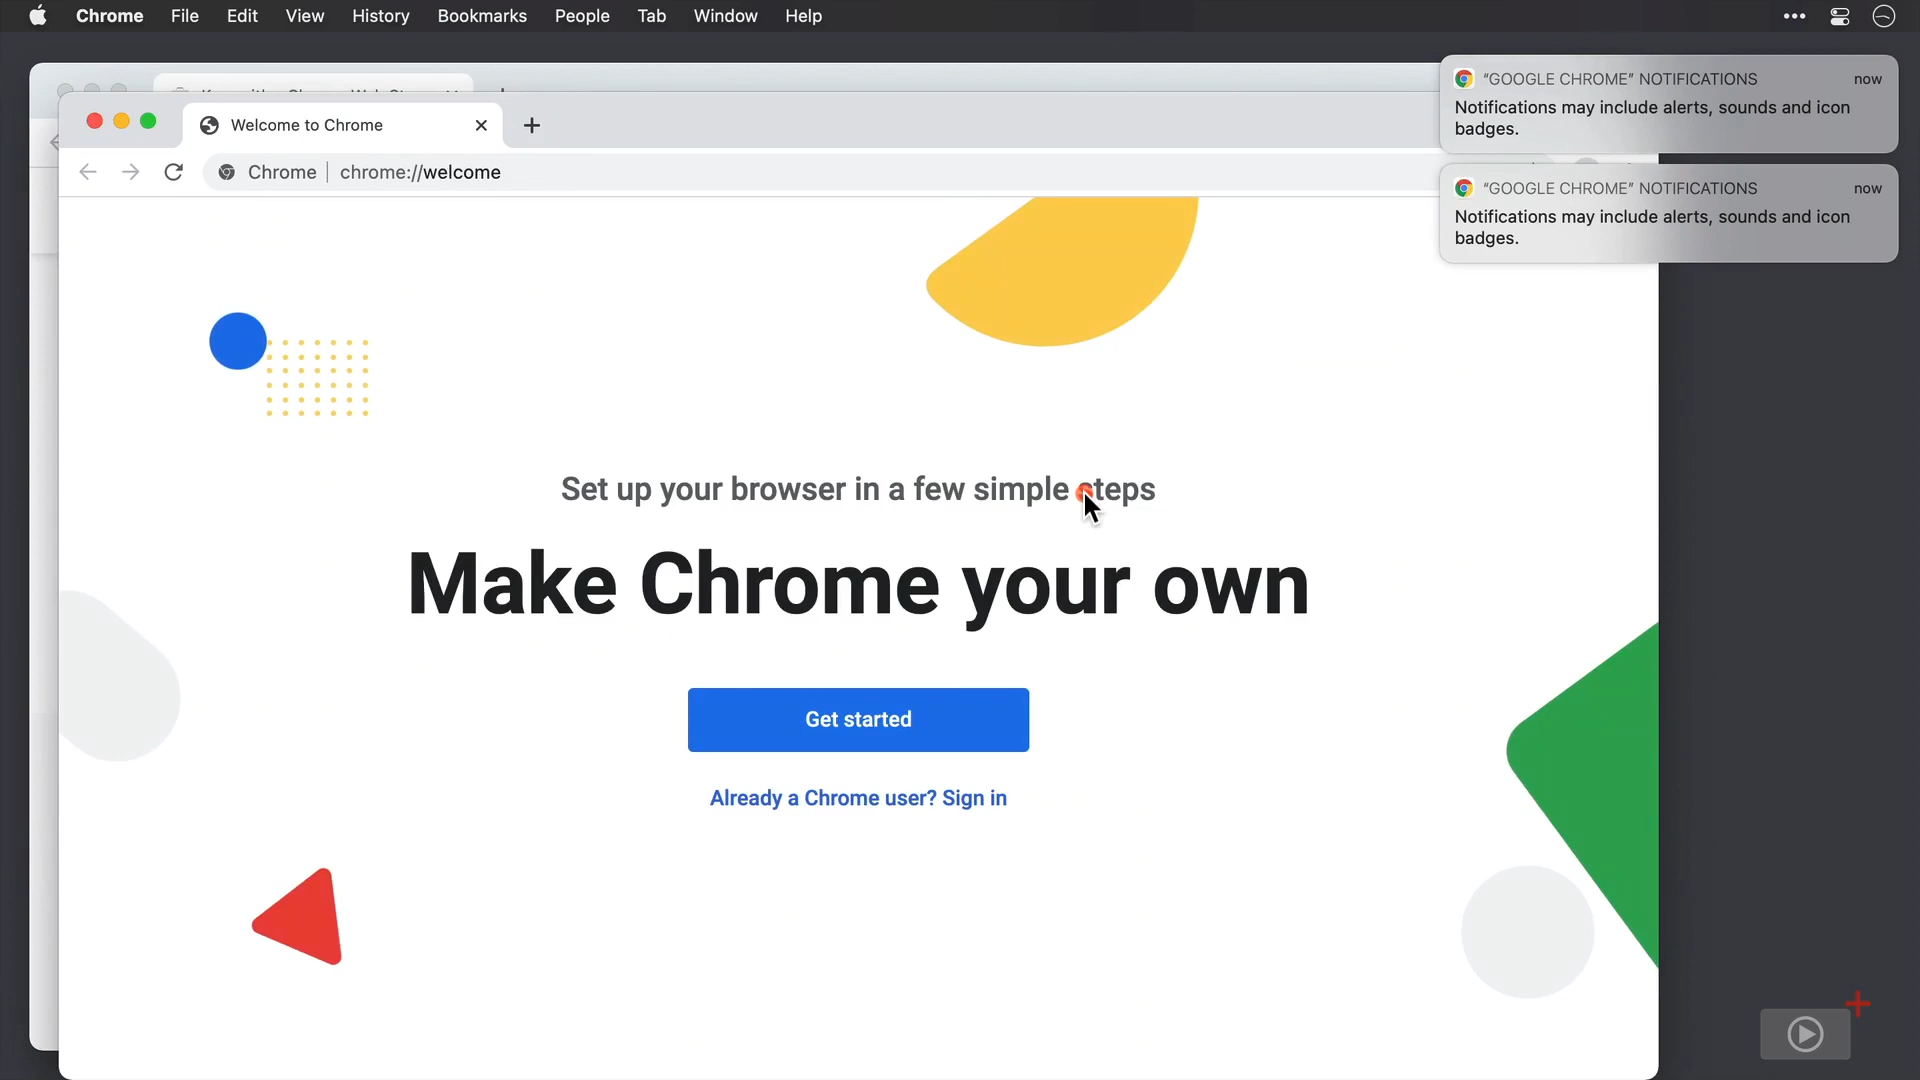 Chrome File Edit View History Bookmarks People Tab Window Help
"GOOGLE CHROME" NOTIFICATIONS now
Notifications may include alerts, sounds and icon
badges.
Welcome to Chrome
Chrome chrome://welcome
"GOOGLE CHROME" NOTIFICATIONS now
Notifications may include alerts, sounds and icon
badges.
Set up your browser in a few simple steps
Make Chrome your own
Get started
Already a Chrome user? Sign in